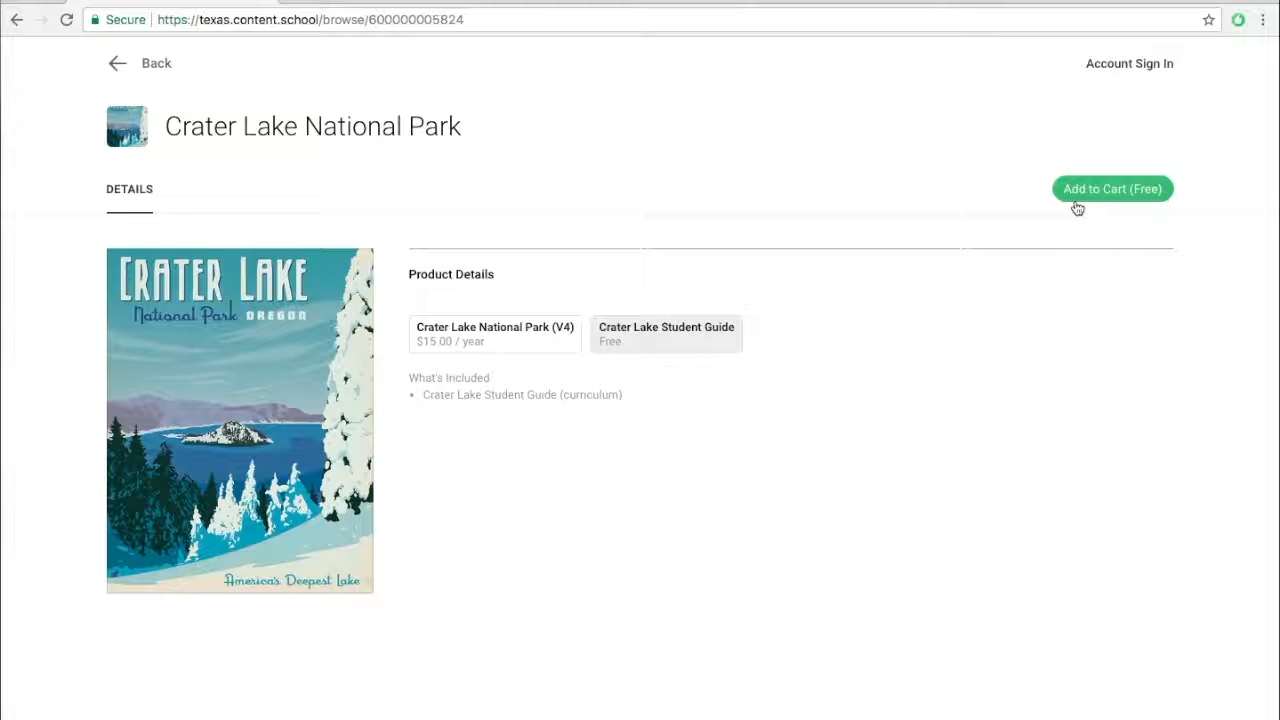 Secure
https://texas.content.school/browse/600000005824
Back
Account Sign In
Crater Lake National Park
DETAILS
Add to Cart (Free)
CRATER LAKE
National Park OREGON
America's Deepest Lake
Product Details
Crater Lake National Park (V4)
$15.00 / year
Crater Lake Student Guide
Free
What's Included
• Crater Lake Student Guide (curriculum)